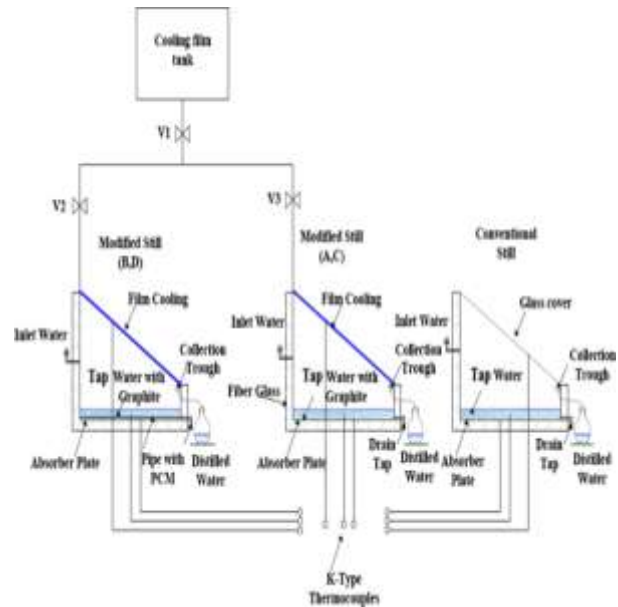 Cooling film
tank
V1
V2
V3
Modified Still
(B,D)
Modified Still
(A,C)
Conventional
Still
Film Cooling
Film Cooling
Glass cover
Inlet Water
Inlet Water
Inlet Water
Collection
Trough
Collection
Trough
Collection
Trough
Tap Water with
Graphite
Fiber Glass
Tap Water with
Graphite
Tap Water
Absorber Plate
Pipe with
PCM
Distilled
Water
Absorber Plate
Drain
Tap
Distilled
Water
Absorber
Plate
Drain
Tap
Distilled
Water
K-Type
Thermocouples